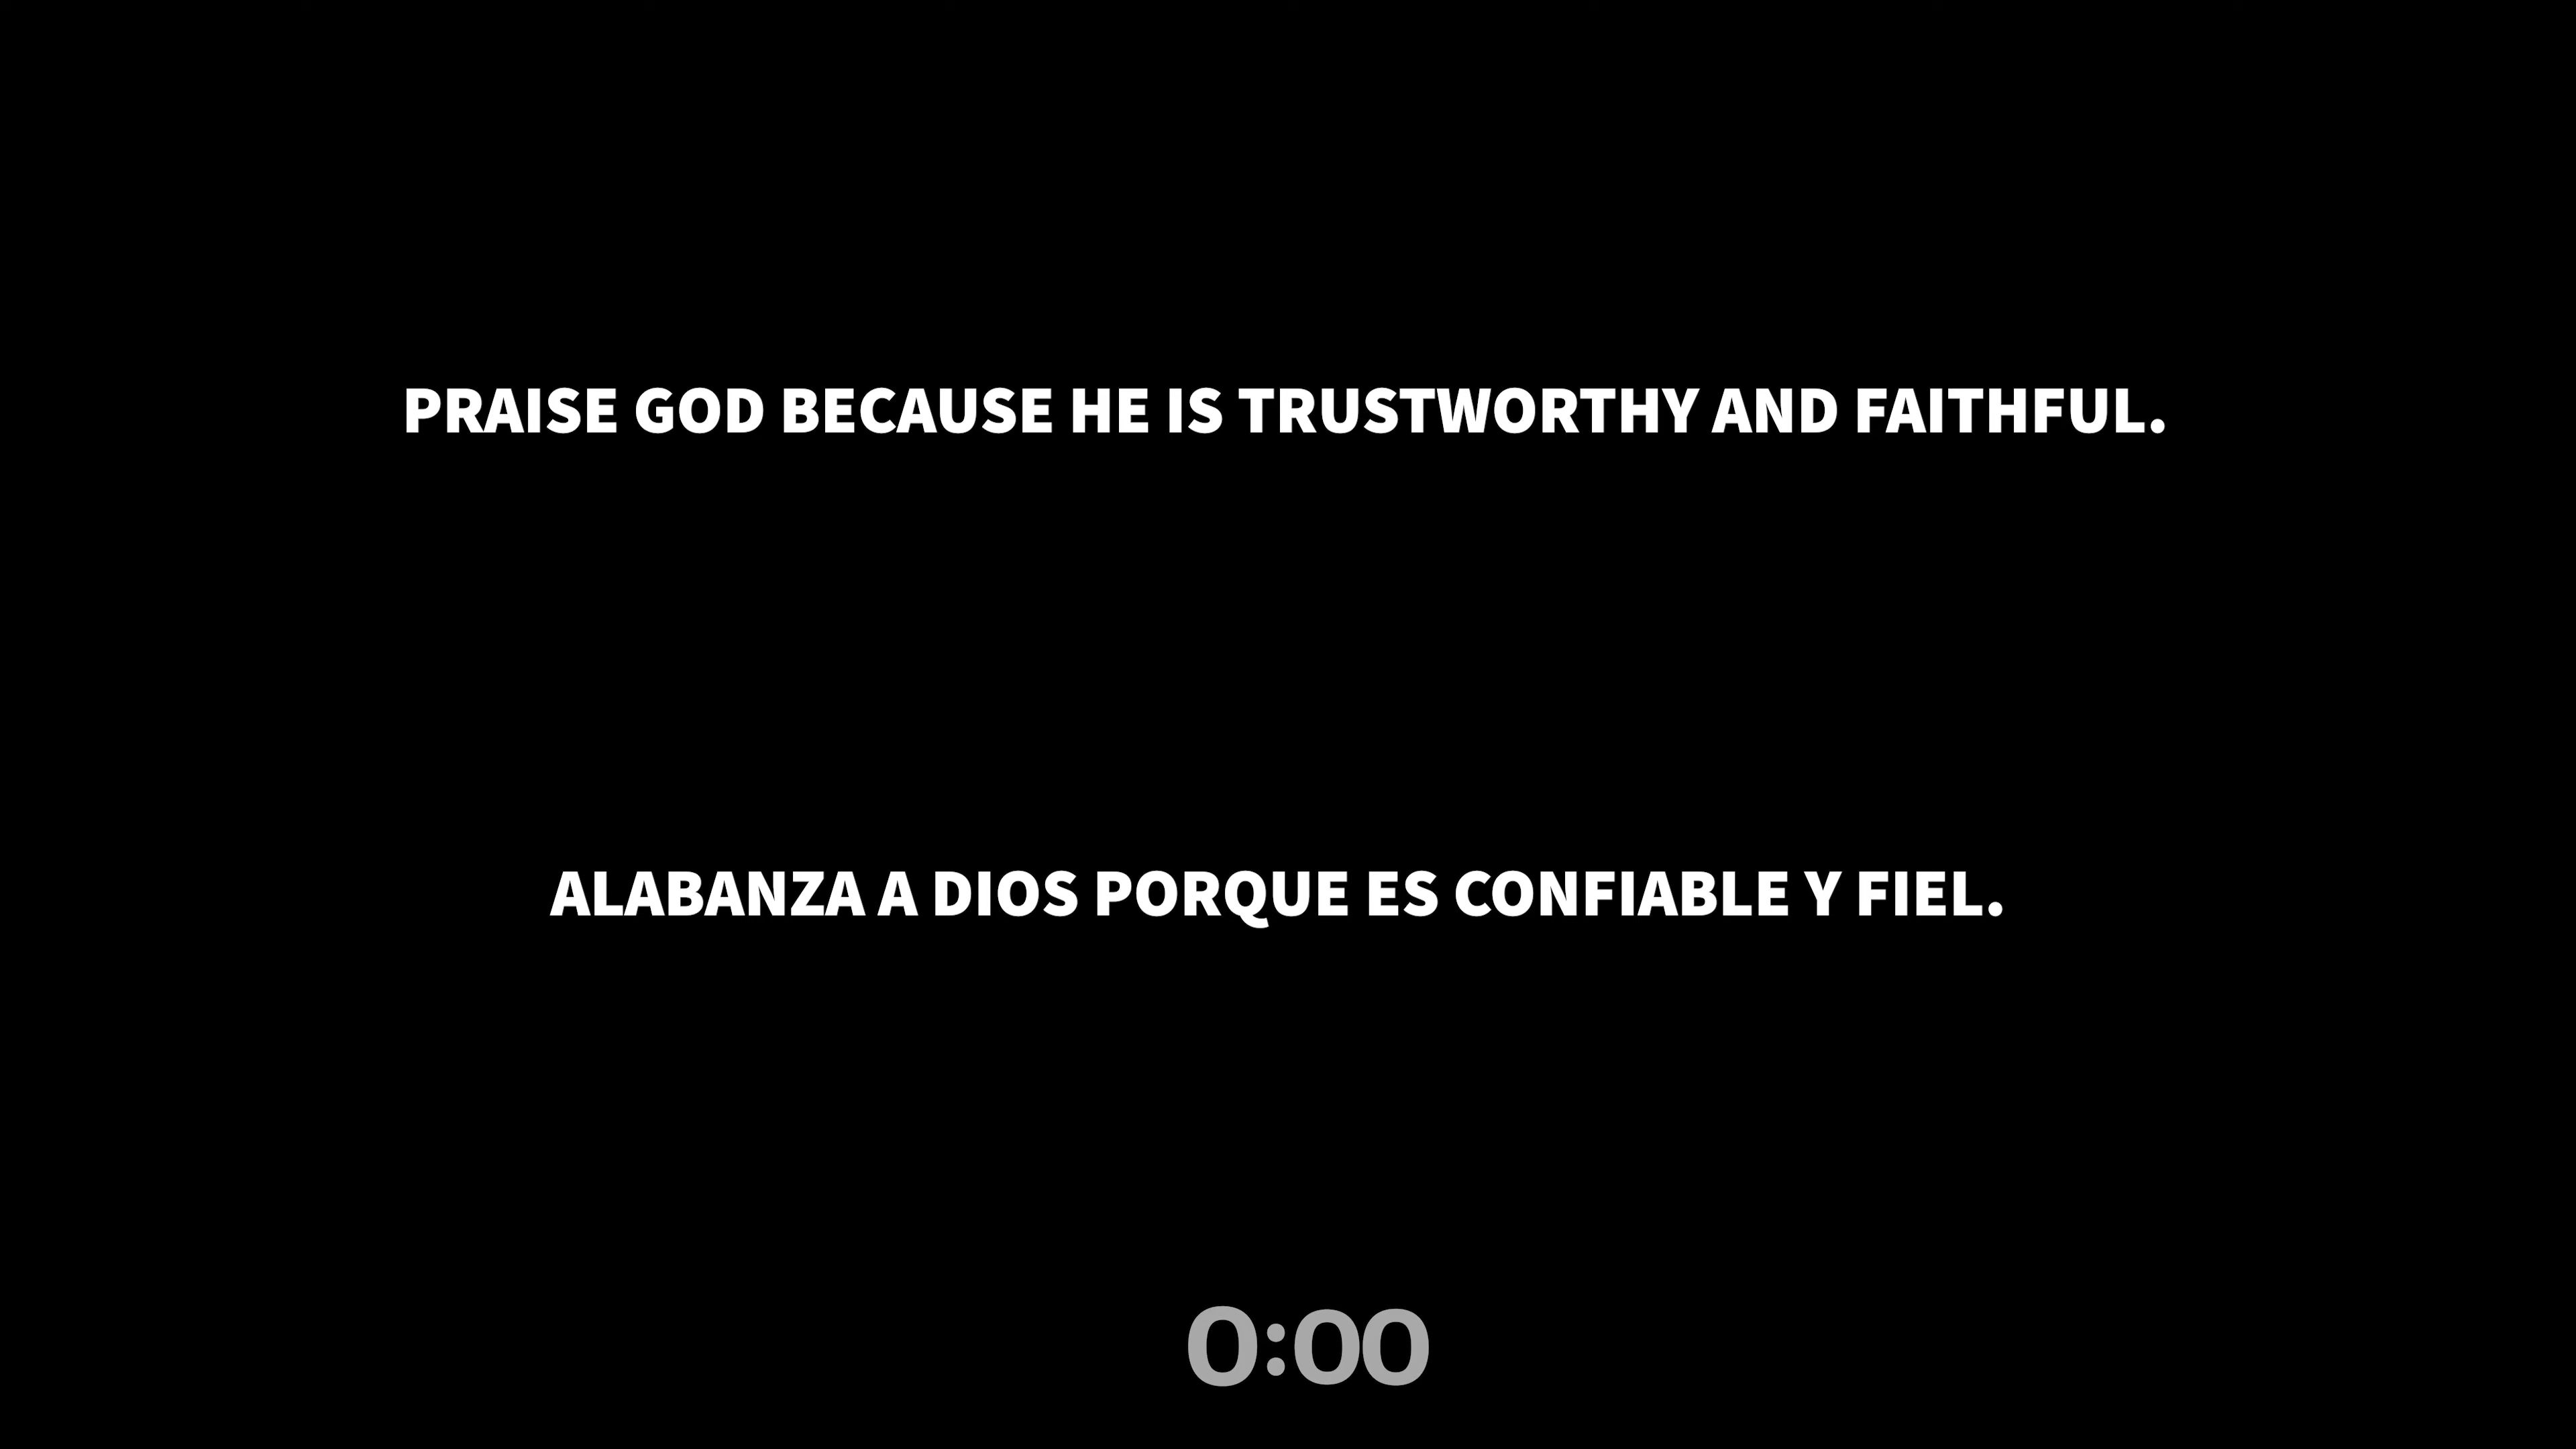 PRAISE GOD BECAUSE HE IS TRUSTWORTHY AND FAITHFUL.
ALABANZA A DIOS PORQUE ES CONFIABLE Y FIEL.
0:00